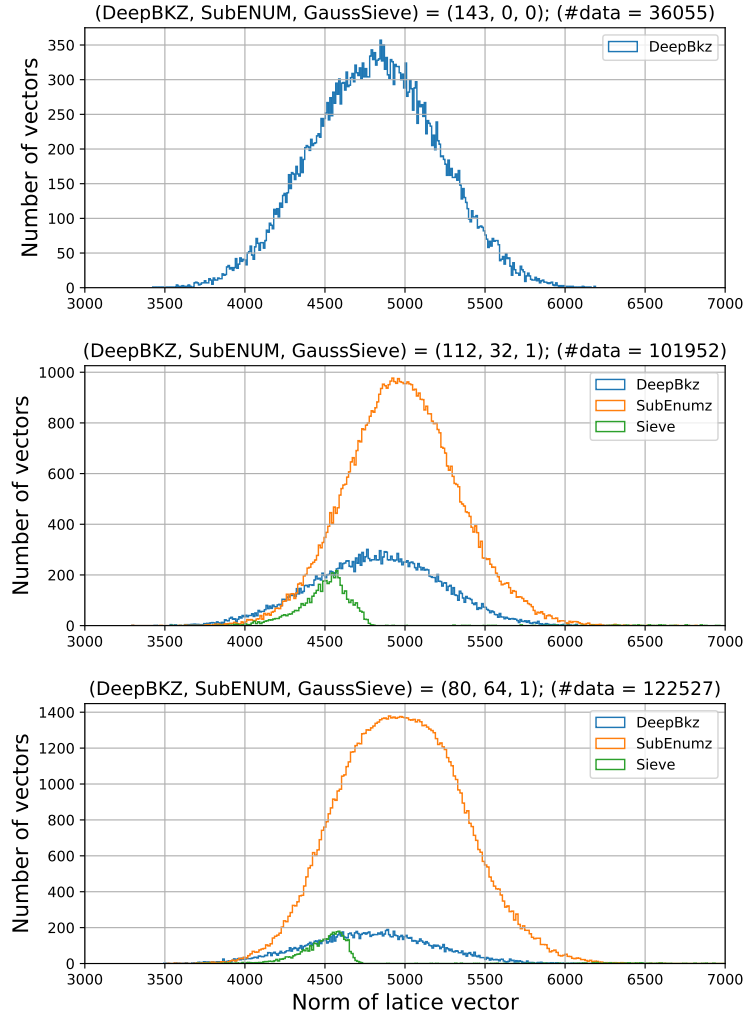 (DeepBKZ, SubENUM, GaussSieve) = (143, 0, 0); (#data = 36055)
350
300
250
200
150
100
50
0
Number of vectors
DeepBkz
3000 3500 4000 4500 5000 5500 6000 6500 7000
(DeepBKZ, SubENUM, GaussSieve) = (112, 32, 1); (#data = 101952)
1000
800
600
400
200
0
Number of vectors
DeepBkz
SubEnumz
Sieve
3000 3500 4000 4500 5000 5500 6000 6500 7000
(DeepBKZ, SubENUM, GaussSieve) = (80, 64, 1); (#data = 122527)
1400
1200
1000
800
600
400
200
0
Number of vectors
DeepBkz
SubEnumz
Sieve
3000 3500 4000 4500 5000 5500 6000 6500 7000
Norm of latice vector